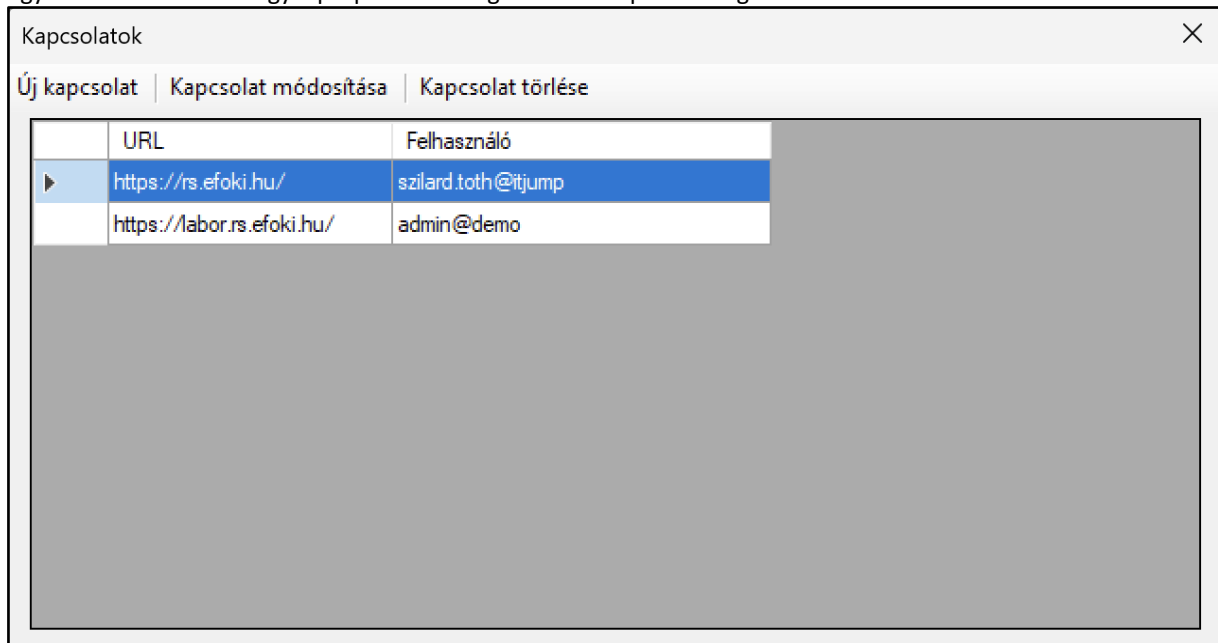 Kapcsolatok
Új kapcsolat | Kapcsolat módosítása | Kapcsolat törlése
URL Felhasználó
https://rs.efoki.hu/ szilard.toth@itjump
https://labor.rs.efoki.hu/ admin@demo